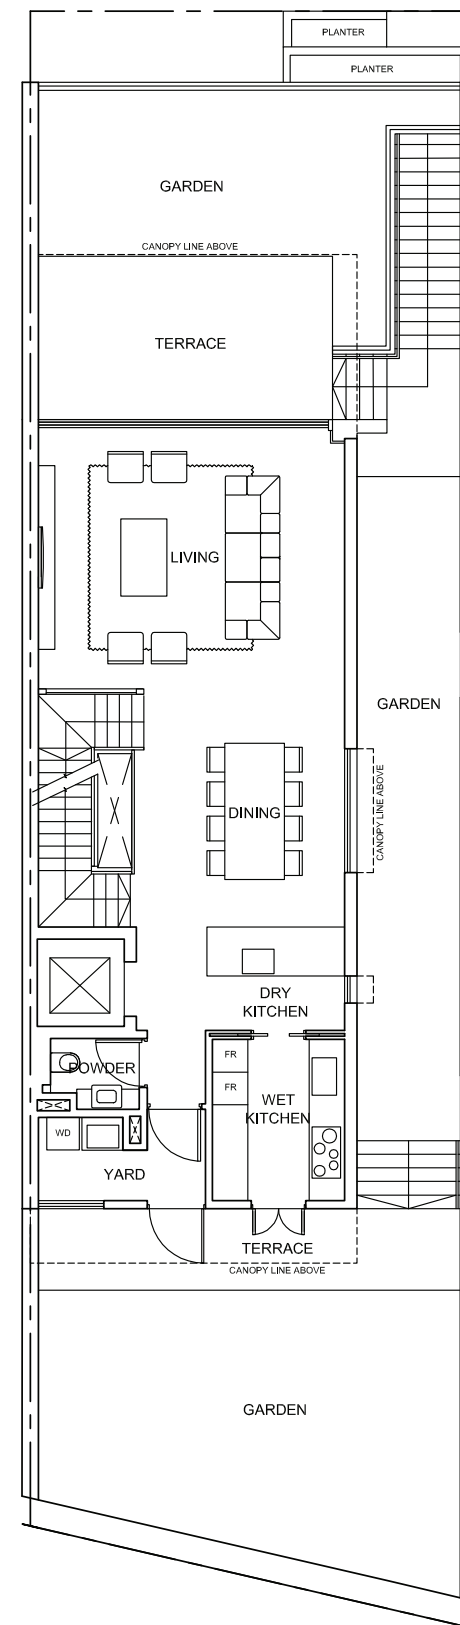 PLANTER
PLANTER
GARDEN
CANOPY LINE ABOVE
TERRACE
LIVING
GARDEN
CANOPY LINE ABOVE
DINING
DRY
KITCHEN
POWDER
FR
FR
WET
KITCHEN
WD
YARD
TERRACE
CANOPY LINE ABOVE
GARDEN